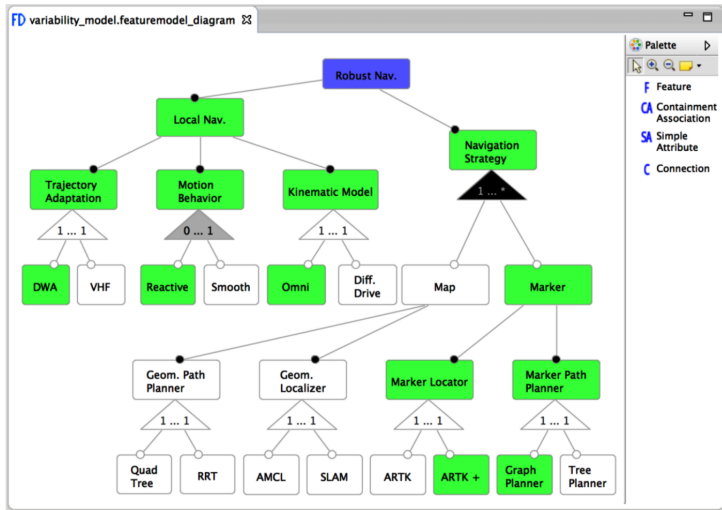 FD variability_model.featuremodel_diagram
Palette
F Feature
CA Containment
Association
SA Simple
Attribute
C Connection
Robust Nav.
Local Nav.
Navigation
Strategy
1 ... *
Trajectory
Adaptation
Motion
Behavior
Kinematic Model
1 ... 1
0 ... 1
1 ... 1
DWA
VHF
Reactive
Smooth
Omni
Diff.
Drive
Map
Marker
Geom. Path
Planner
Geom.
Localizer
Marker Locator
Marker Path
Planner
1 ... 1
1 ... 1
1 ... 1
1 ... 1
Quad
Tree
RRT
AMCL
SLAM
ARTK
ARTK +
Graph
Planner
Tree
Planner